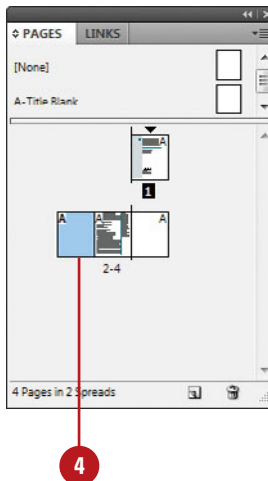 PAGES LINKS
[None]
A-Title Blank
A
1
A A A
2-4
4 Pages in 2 Spreads
4